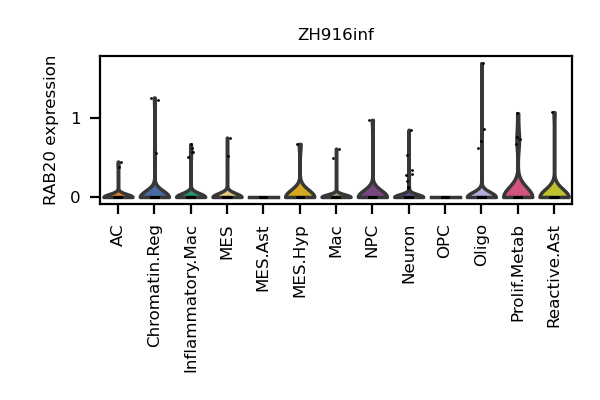 ZH916inf
RAB20 expression
1
0
AC
Chromatin.Reg
Inflammatory.Mac
MES
MES.Ast
MES.Hyp
Mac
NPC
Neuron
OPC
Oligo
Prolif.Metab
Reactive.Ast